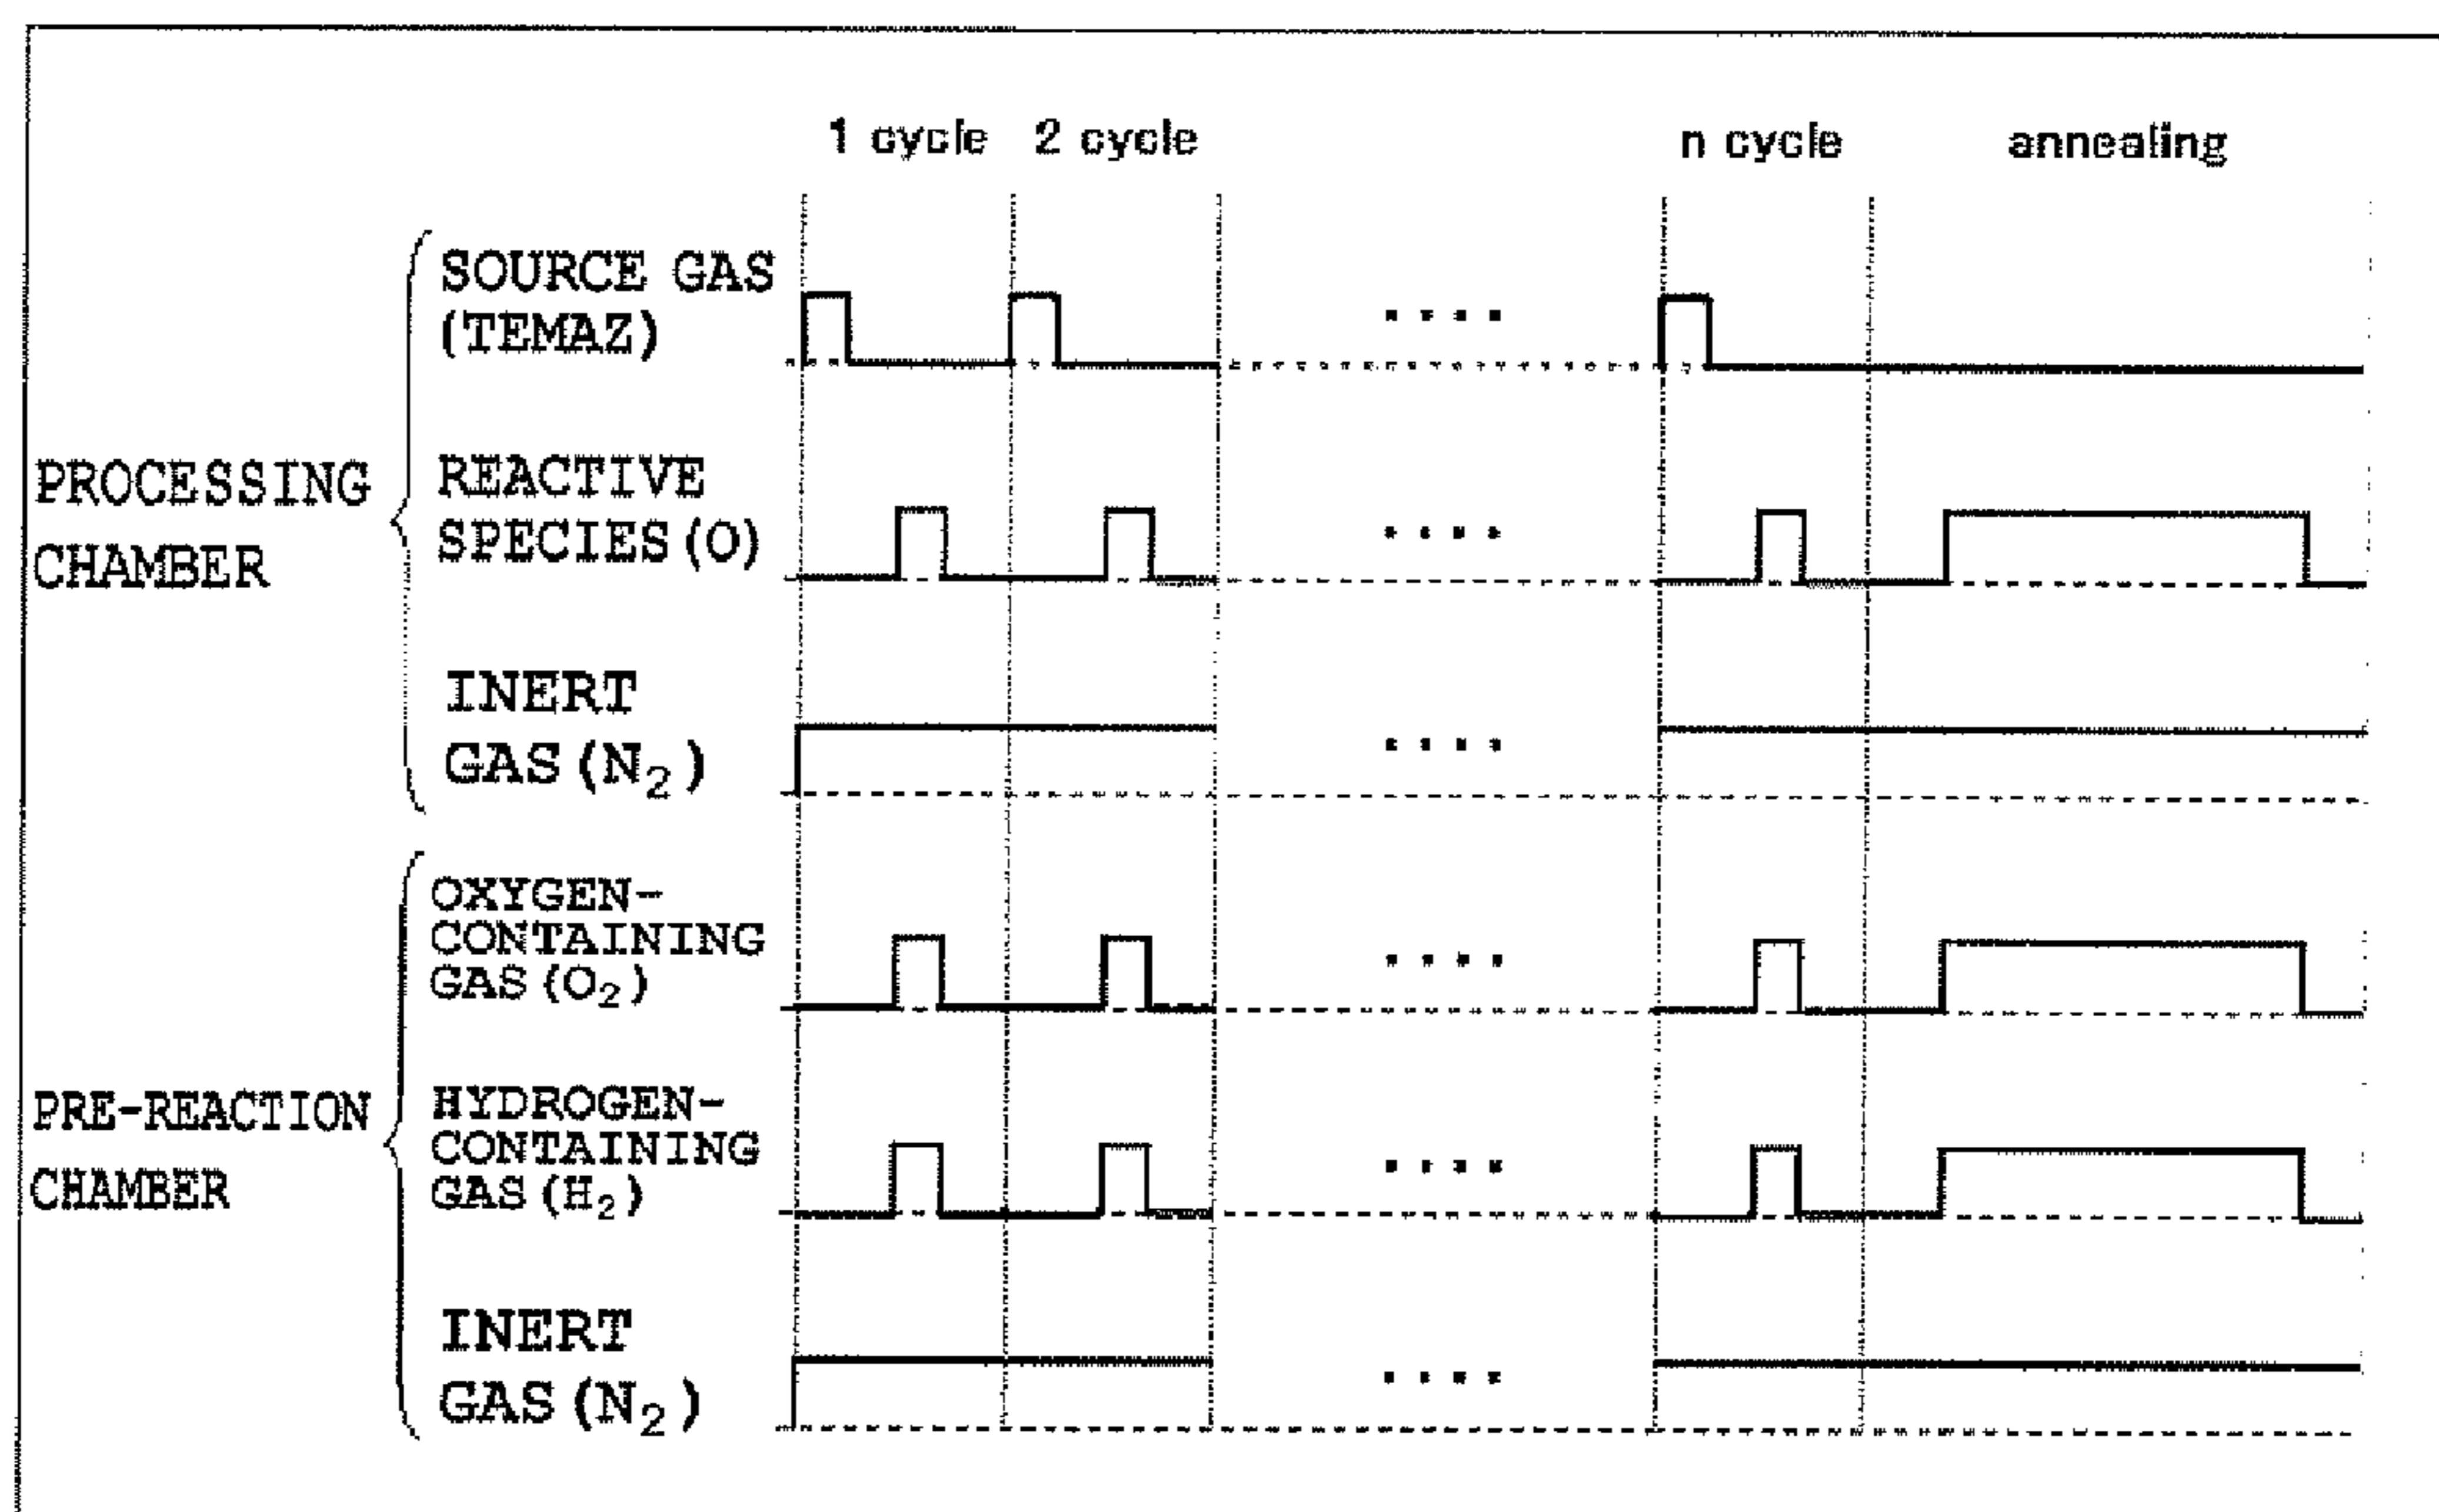 1 cycle 2 cycle n cycle annealing
SOURCE GAS
(TEMAZ)
PROCESSING
CHAMBER
REACTIVE
SPECIES (O)
INERT
GAS (N2)
OXYGEN-
CONTAINING
GAS (O2)
PRE-REACTION
CHAMBER
HYDROGEN-
CONTAINING
GAS (H2)
INERT
GAS (N2)